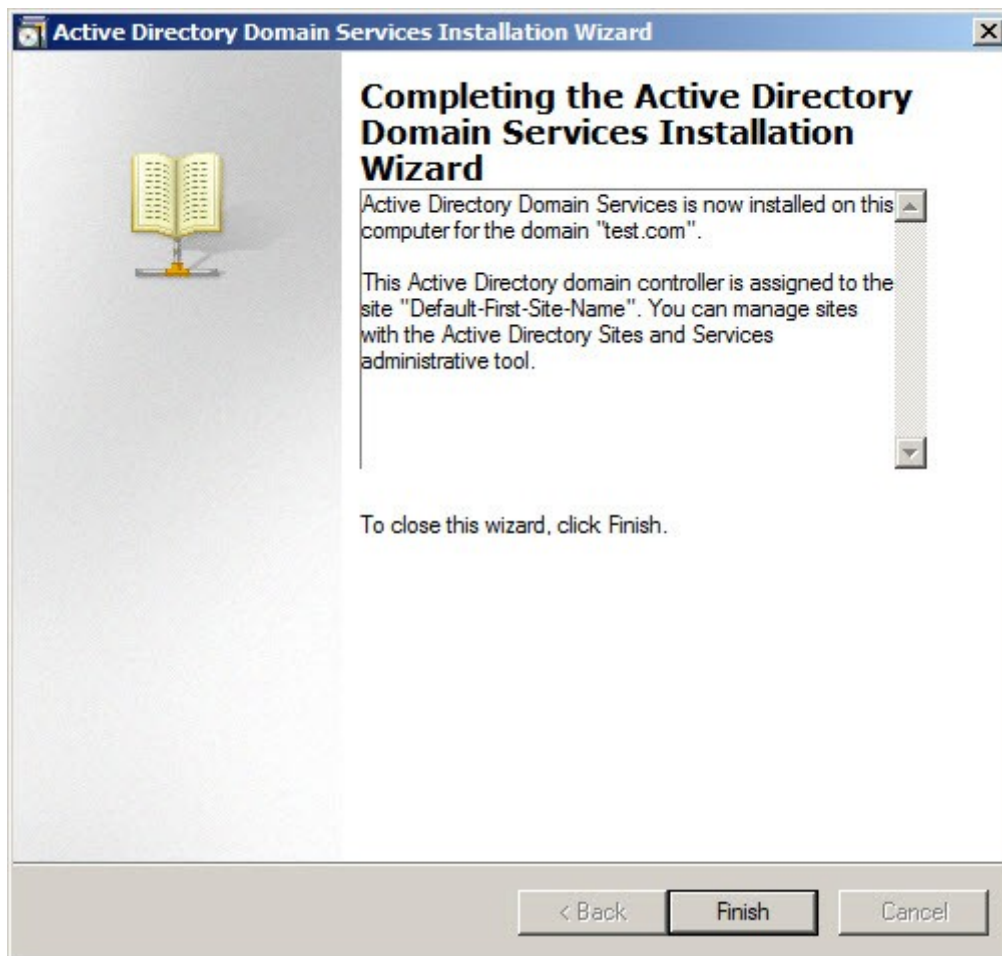 Active Directory Domain Services Installation Wizard
Completing the Active Directory
Domain Services Installation
Wizard
Active Directory Domain Services is now installed on this
computer for the domain "test.com".
This Active Directory domain controller is assigned to the
site "Default-First-Site-Name". You can manage sites
with the Active Directory Sites and Services
administrative tool.
To close this wizard, click Finish.
< Back
Finish
Cancel